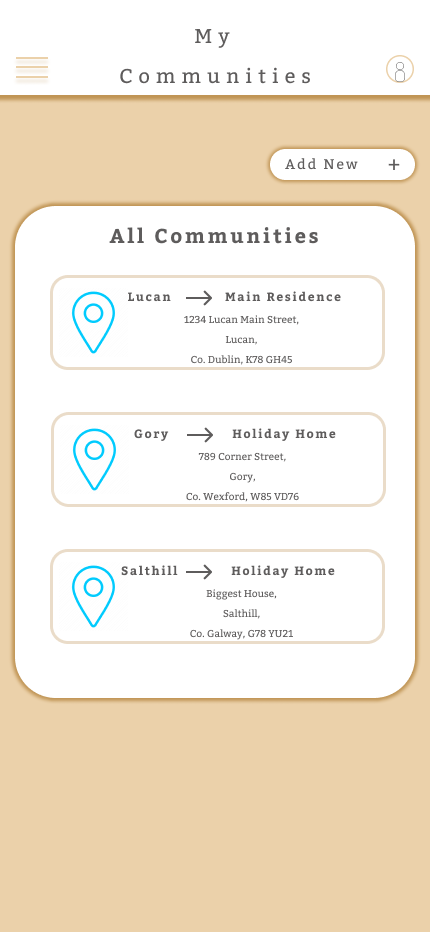 My
Communities
Add New +
All Communities
Lucan → Main Residence
1234 Lucan Main Street,
Lucan,
Co. Dublin, K78 GH45
Gory → Holiday Home
789 Corner Street,
Gory,
Co. Wexford, W85 VD76
Salthill → Holiday Home
Biggest House,
Salthill,
Co. Galway, G78 YU21